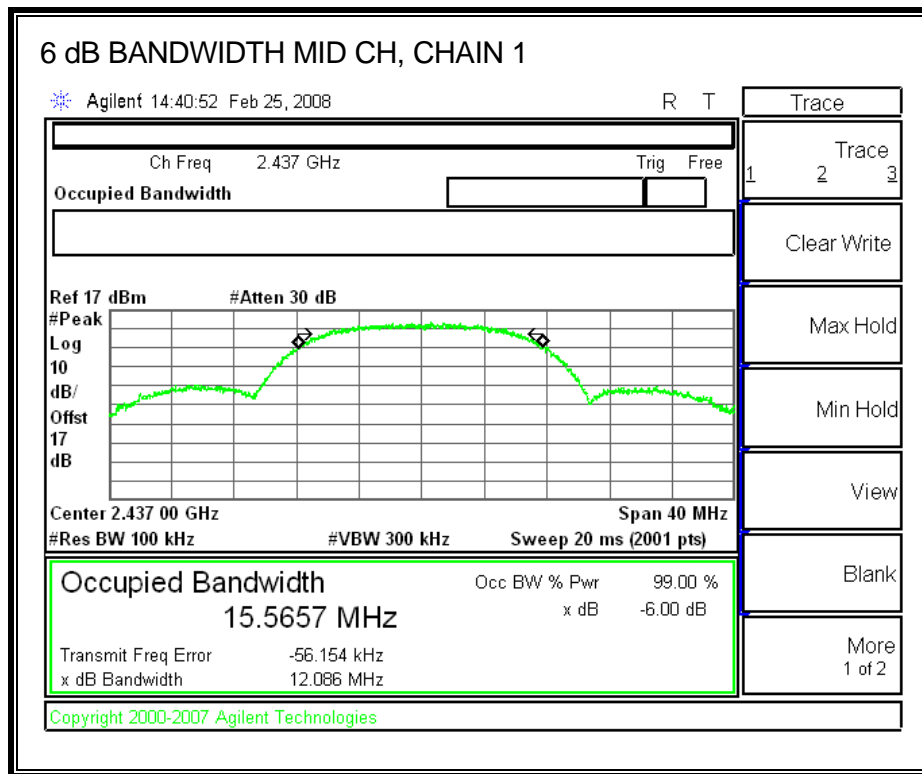 6 dB BANDWIDTH MID CH, CHAIN 1
Agilent 14:40:52 Feb 25, 2008 R T
Trace
Ch Freq 2.437 GHz Trig Free
Occupied Bandwidth
Trace
1 2 3
Clear Write
Max Hold
Min Hold
View
Blank
More
1 of 2
Ref 17 dBm #Atten 30 dB
#Peak
Log
10
dB/
Offst
17
dB
Center 2.437 00 GHz Span 40 MHz
#Res BW 100 kHz #VBW 300 kHz Sweep 20 ms (2001 pts)
Occupied Bandwidth
15.5657 MHz
Occ BW % Pwr 99.00 %
x dB -6.00 dB
Transmit Freq Error -56.154 kHz
x dB Bandwidth 12.086 MHz
Copyright 2000-2007 Agilent Technologies